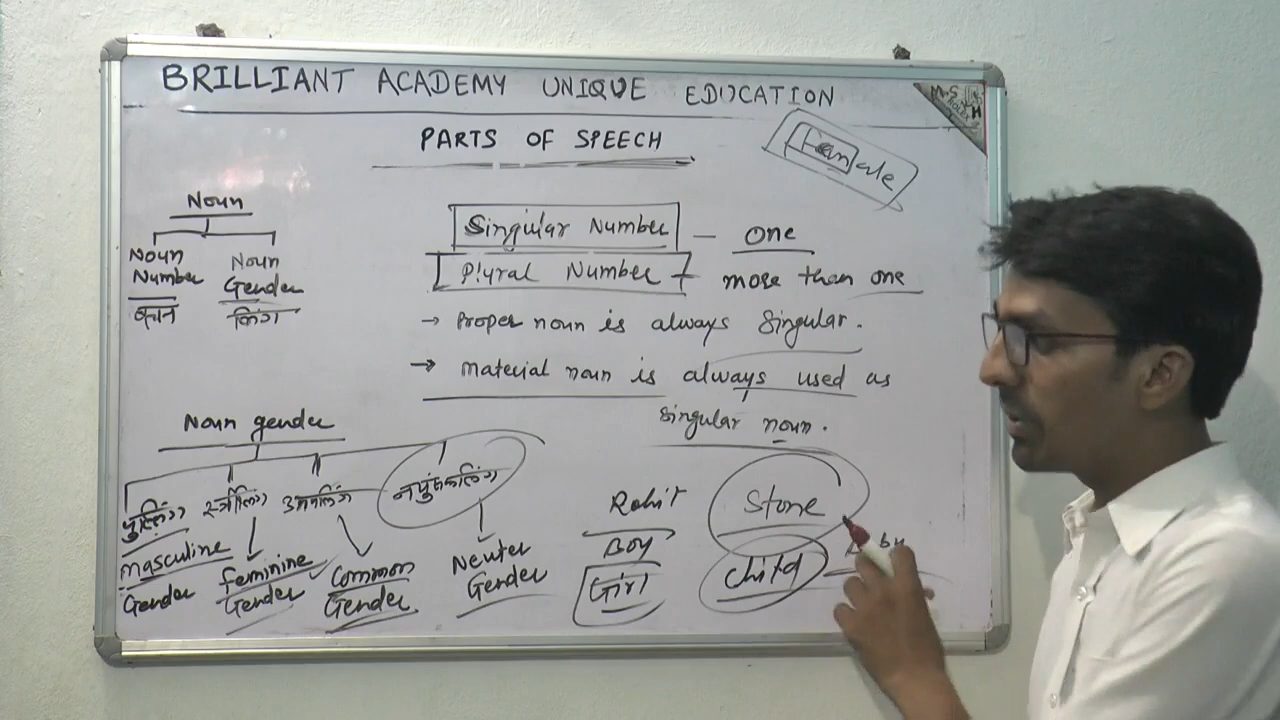 BRILLIANT ACADEMY UNIQUE EDUCATION
PARTS OF SPEECH
Noun
Noun
Number
वचन
Noun
Gender
लिंग
Singular Number – One
Plural Number – more than one
→ Proper noun is always Singular.
→ Material noun is always used as
Singular noun.
Noun gender
पुल्लिंग
masculine
Gender
स्त्रीलिंग
Feminine
Gender
उभयलिंग
Common
Gender
नपुंसकलिंग
Neuter
Gender
Rohit
Boy
Girl
Stone
Child